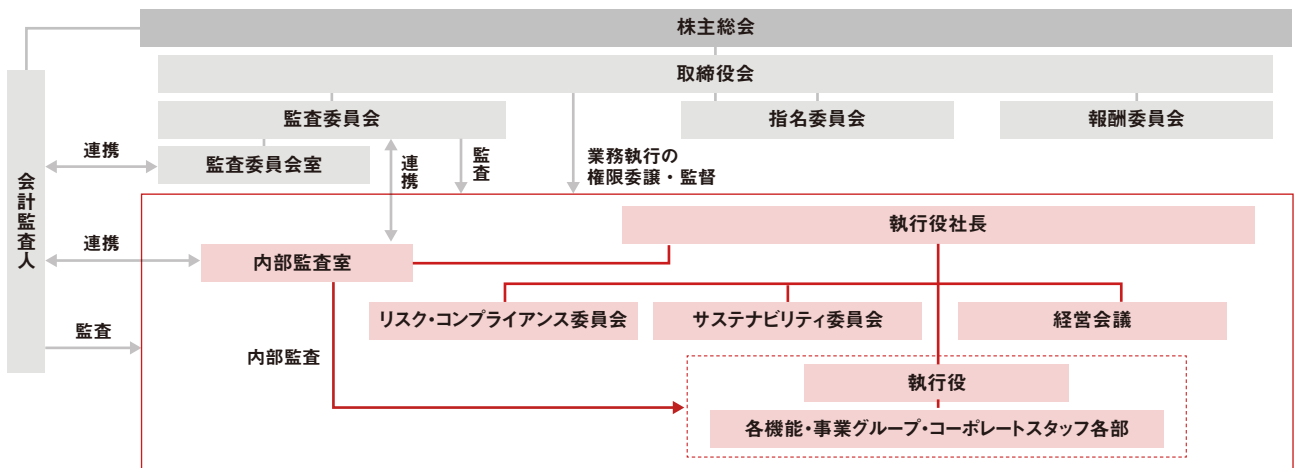 株主総会
取締役会
監査委員会
指名委員会
報酬委員会
監査委員会室
連携
連携
監査
業務執行の
権限委譲・監督
会計監査人
執行役社長
連携
内部監査室
リスク・コンプライアンス委員会
サステナビリティ委員会
経営会議
監査
内部監査
執行役
各機能・事業グループ・コーポレートスタッフ各部